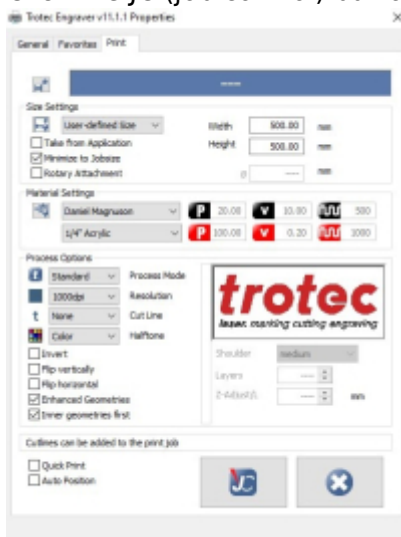 Trotec Engraver v11.1.1 Properties
General Favorites Print
Size Settings
User-defined Size Width 500.00 mm
Take from Application Height 500.00 mm
Minimize to Jobsize
Rotary Attachment ø ---- mm
Material Settings
Daniel Magnuson P 20.00 V 10.00 500
1/4" Acrylic P 100.00 V 0.20 1000
Process Options
Standard Process Mode
1000dpi Resolution
t None Cut Line
Color Halftone
trotec
laser. marking cutting engraving
Invert Shoulder medium
Flip vertically Layers ----
Flip horizontal Z-Adjust/L ---- mm
Enhanced Geometries
Inner geometries first
Cutlines can be added to the print job
Quick Print
Auto Position
JC